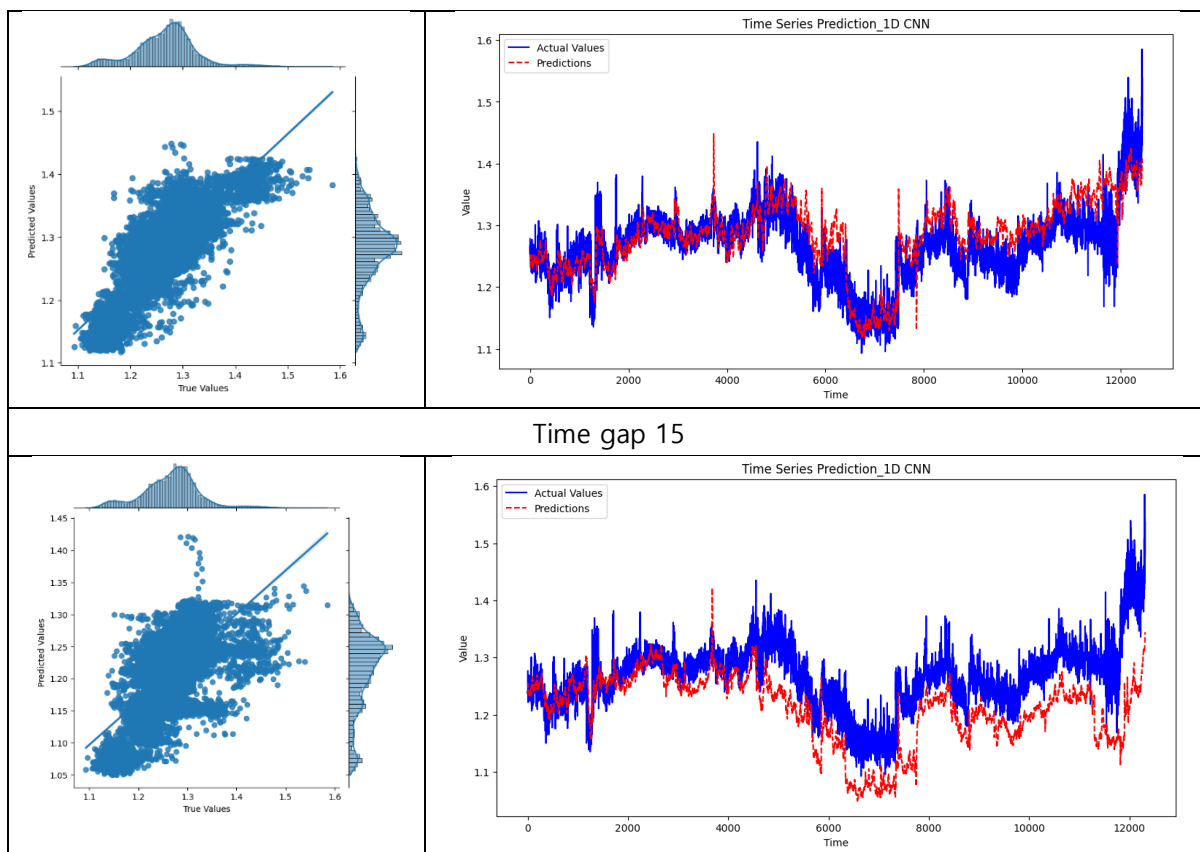 Time Series Prediction_1D CNN
Actual Values
Predictions
1.5
1.4
1.3
1.2
1.1
Predicted Values
1.1 1.2 1.3 1.4 1.5 1.6
True Values
1.6
1.5
1.4
1.3
1.2
1.1
Value
0 2000 4000 6000 8000 10000 12000
Time
Time gap 15
Time Series Prediction_1D CNN
Actual Values
Predictions
1.45
1.40
1.35
1.30
1.25
1.20
1.15
1.10
1.05
Predicted Values
1.1 1.2 1.3 1.4 1.5 1.6
True Values
1.6
1.5
1.4
1.3
1.2
1.1
Value
0 2000 4000 6000 8000 10000 12000
Time